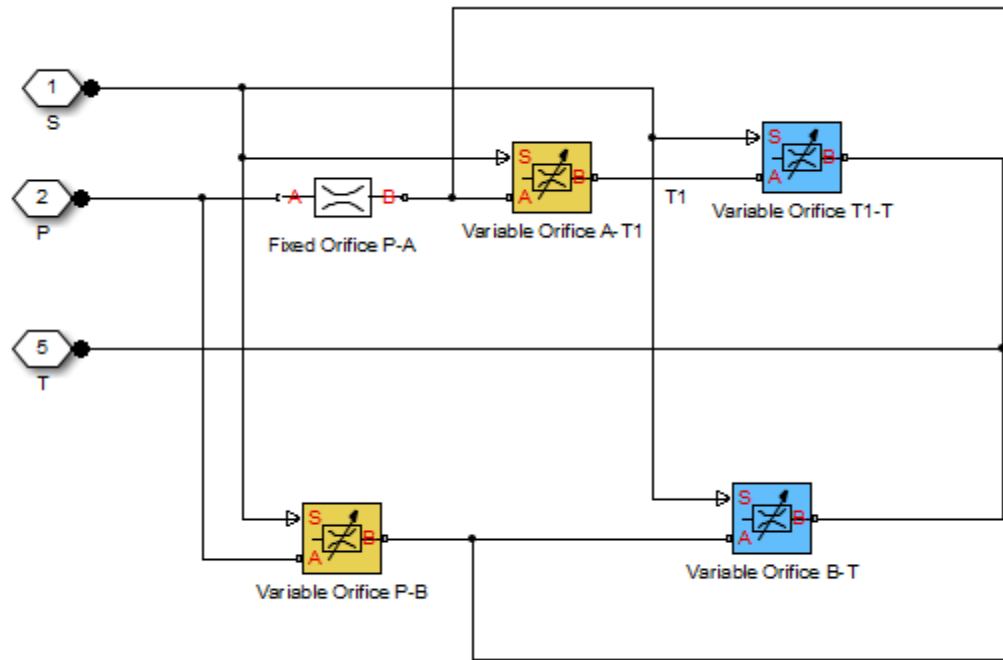 1
S
S
B
A
Variable Orifice T1-T
S
B
A
Variable Orifice A-T1
T1
2
P
A
B
Fixed Orifice P-A
5
T
S
B
A
Variable Orifice B-T
S
B
A
Variable Orifice P-B